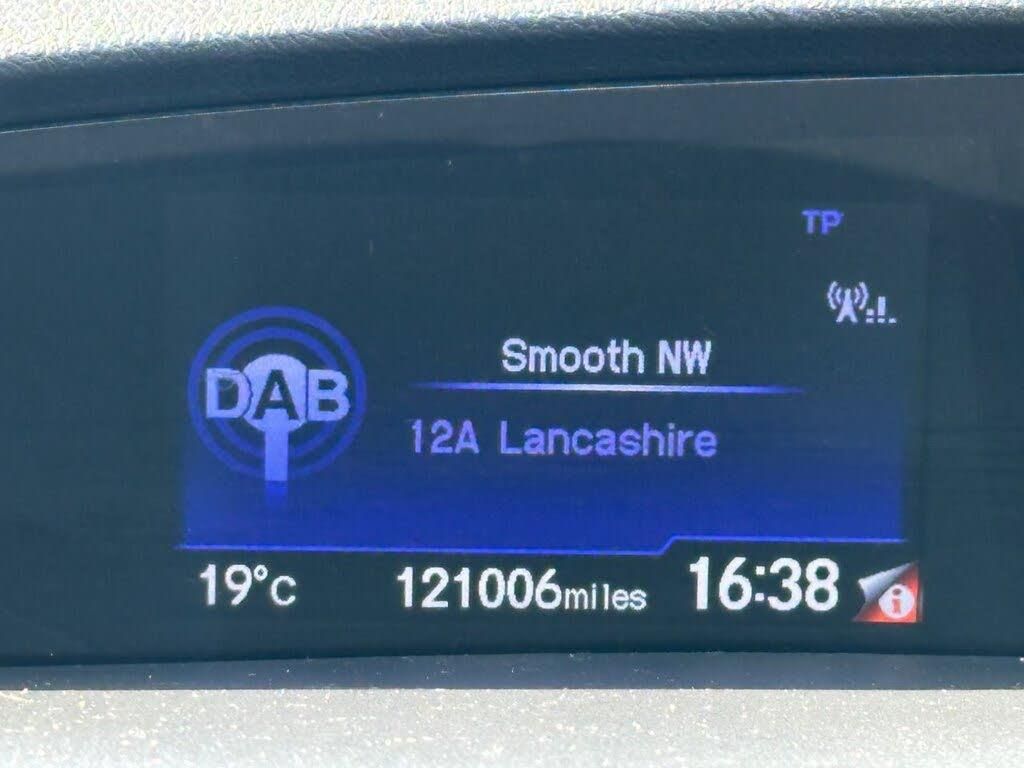 TP
Smooth NW
DAB
12A Lancashire
19°C 121006miles 16:38 i